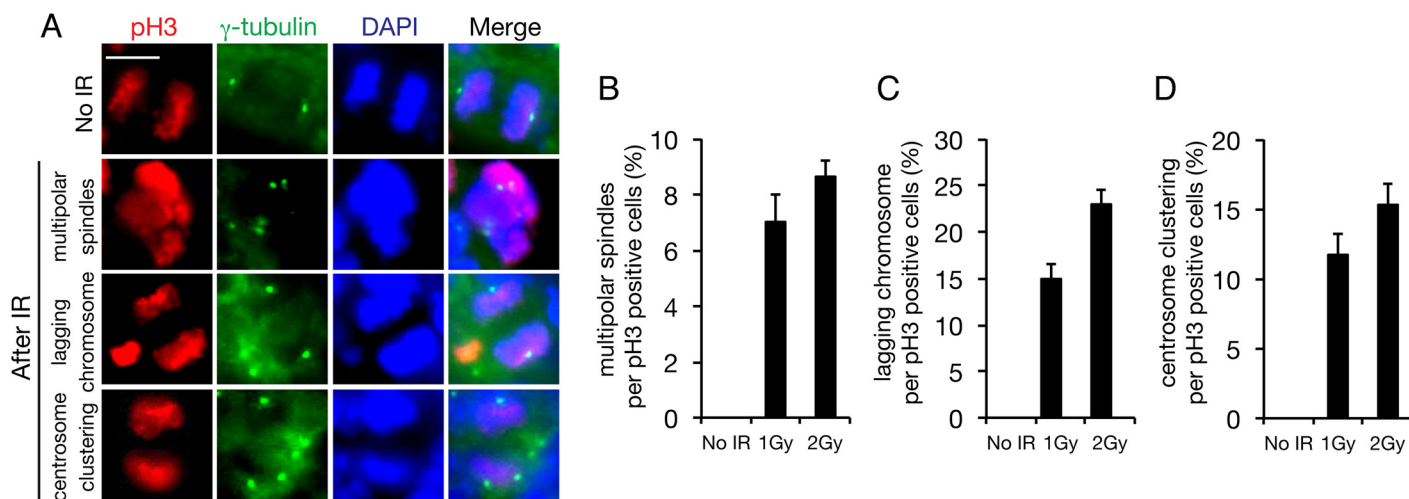 A
pH3 γ-tubulin DAPI Merge
No IR
After IR
multipolar
spindles
lagging
chromosome
centrosome
clustering
B
multipolar spindles
per pH3 positive cells (%)
10
8
6
4
2
0
No IR 1Gy 2Gy
C
lagging chromosome
per pH3 positive cells (%)
30
25
20
15
10
5
0
No IR 1Gy 2Gy
D
centrosome clustering
per pH3 positive cells (%)
20
15
10
5
0
No IR 1Gy 2Gy